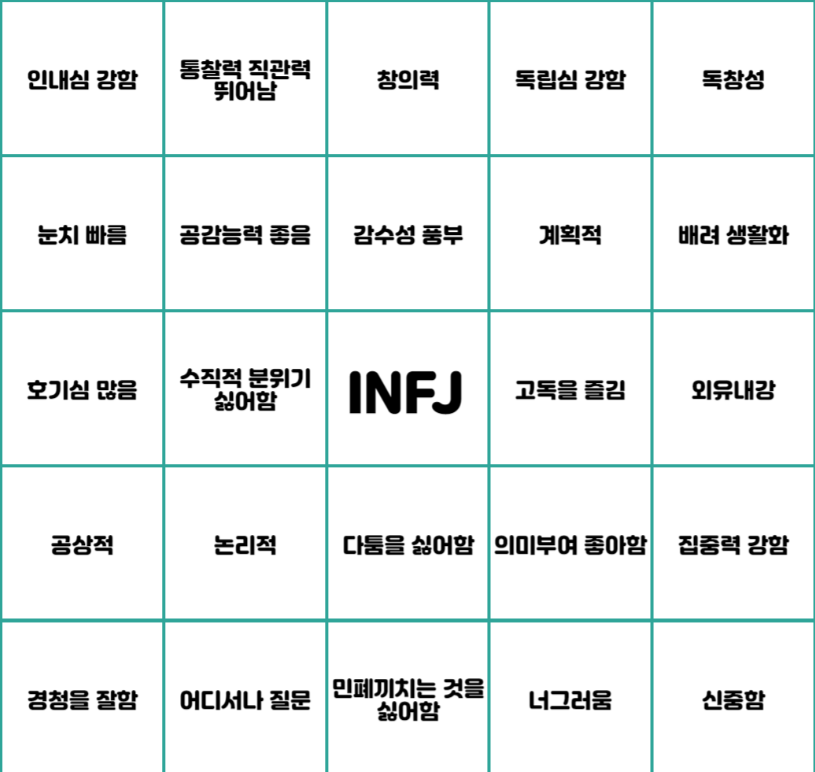 인내심 강함
통찰력 직관력
뛰어남
창의력
독립심 강함
독창성
눈치 빠름
공감능력 좋음
감수성 풍부
계획적
배려 생활화
호기심 많음
수직적 분위기
싫어함
INFJ
고독을 즐김
외유내강
공상적
논리적
다툼을 싫어함
의미부여 좋아함
집중력 강함
경청을 잘함
어디서나 질문
민폐끼치는 것을
싫어함
너그러움
신중함